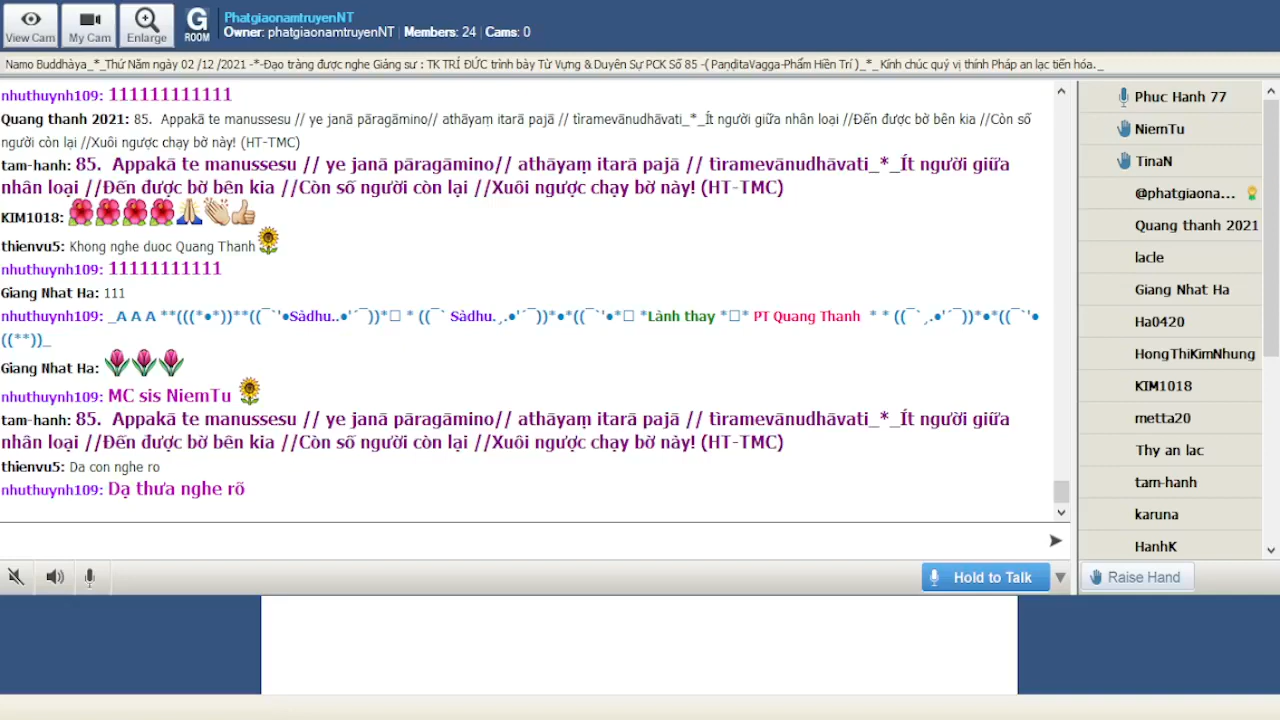 PhatgiaonamtruyenNT
Owner: phatgiaonamtruyenNT | Members: 24 | Cams: 0
View Cam
My Cam
Enlarge
G
ROOM
Namo Buddhàya_*_Thứ Năm ngày 02 /12 /2021 -*-Đạo tràng được nghe Giảng sư : TK TRÍ ĐỨC trình bày Từ Vựng & Duyên Sự PCK Số 85 -( PaṇḍitaVagga-Phẩm Hiền Trí )_*_ Kính chúc quý vị thính Pháp an lạc tiến hóa._
nhuthuynh109: 111111111111
Quang thanh 2021: 85. Appakā te manussesu // ye janā pāragāmino// athāyaṃ itarā pajā // tìramevānudhāvati_*_Ít người giữa nhân loại //Đến được bờ bên kia //Còn số
người còn lại //Xuôi ngược chạy bờ này! (HT-TMC)
tam-hanh: 85. Appakā te manussesu // ye janā pāragāmino// athāyaṃ itarā pajā // tìramevānudhāvati_*_Ít người giữa
nhân loại //Đến được bờ bên kia //Còn số người còn lại //Xuôi ngược chạy bờ này! (HT-TMC)
KIM1018:
thienvu5: Khong nghe duoc Quang Thanh
nhuthuynh109: 11111111111
Giang Nhat Ha: 111
nhuthuynh109: _A A A **(((•●*))**((¯`'●Sàdhu..●'´¯))*□ * ((¯` Sàdhu.¸.●'´¯))*●*((¯`'●*□ *Lành thay *□* PT Quang Thanh * * ((¯`¸.●'´¯))*●*((¯`'●
((**))_
Giang Nhat Ha:
nhuthuynh109: MC sis NiemTu
tam-hanh: 85. Appakā te manussesu // ye janā pāragāmino// athāyaṃ itarā pajā // tìramevānudhāvati_*_Ít người giữa
nhân loại //Đến được bờ bên kia //Còn số người còn lại //Xuôi ngược chạy bờ này! (HT-TMC)
thienvu5: Da con nghe ro
nhuthuynh109: Dạ thưa nghe rõ
Hold to Talk
Phuc Hanh 77
NiemTu
TinaN
@phatgiaona...
Quang thanh 2021
lacle
Giang Nhat Ha
Ha0420
HongThiKimNhung
KIM1018
metta20
Thy an lac
tam-hanh
karuna
HanhK
Raise Hand